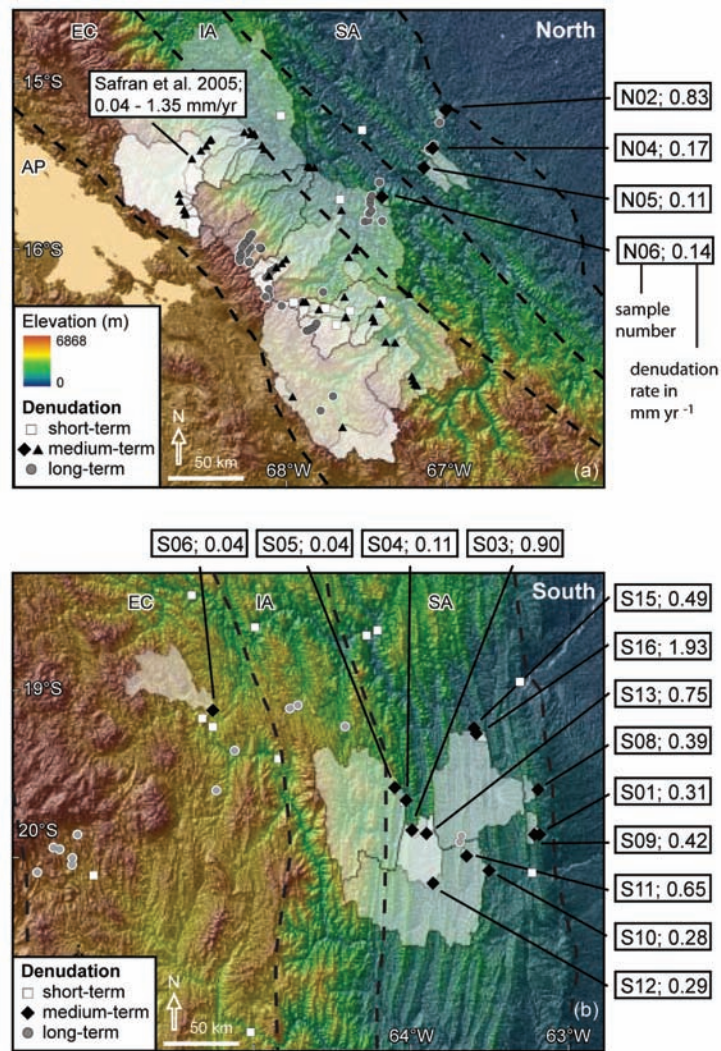 EC
IA
SA
North
15°S
Safran et al. 2005;
0.04 - 1.35 mm/yr
AP
16°S
Elevation (m)
6868
0
Denudation
short-term
medium-term
long-term
N
50 km
68°W
67°W
(a)
N02; 0.83
N04; 0.17
N05; 0.11
N06; 0.14
sample
number
denudation
rate in
mm yr -1
S06; 0.04
S05; 0.04
S04; 0.11
S03; 0.90
EC
IA
SA
South
19°S
20°S
Denudation
short-term
medium-term
long-term
N
50 km
64°W
63°W
(b)
S15; 0.49
S16; 1.93
S13; 0.75
S08; 0.39
S01; 0.31
S09; 0.42
S11; 0.65
S10; 0.28
S12; 0.29